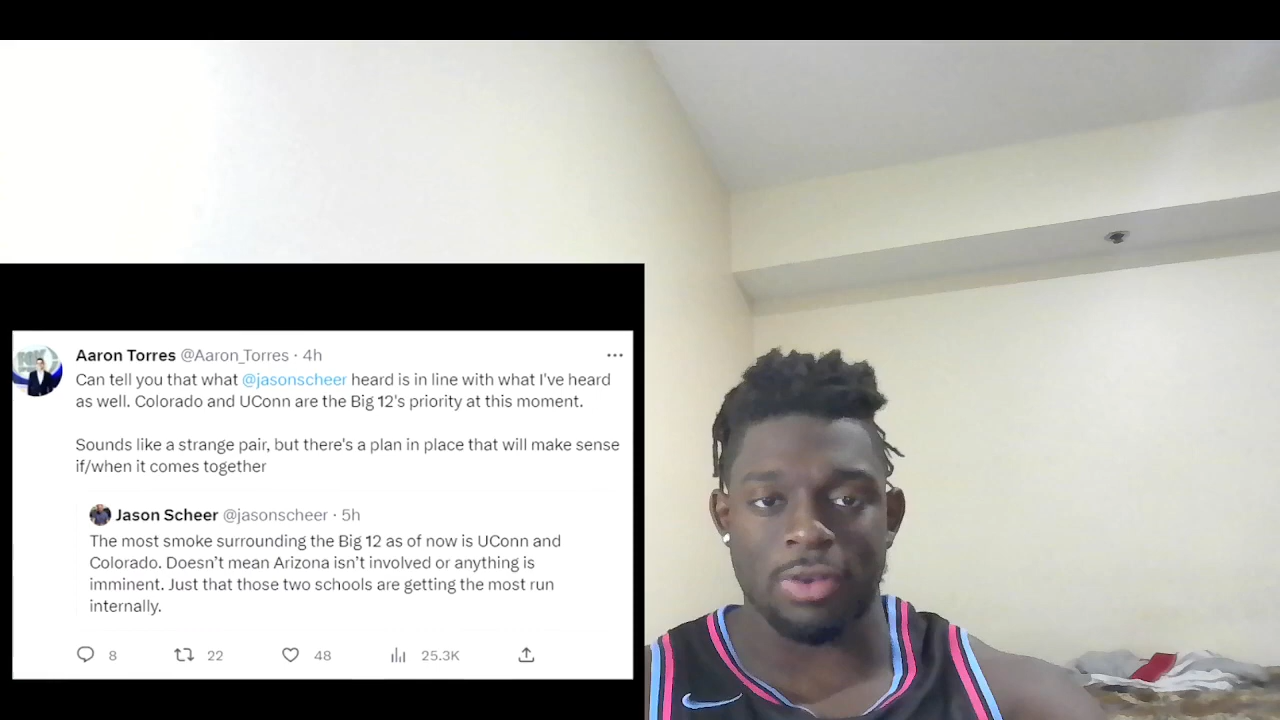 Aaron Torres @Aaron_Torres · 4h
Can tell you that what @jasonscheer heard is in line with what I've heard
as well. Colorado and UConn are the Big 12's priority at this moment.
Sounds like a strange pair, but there's a plan in place that will make sense
if/when it comes together
Jason Scheer @jasonscheer · 5h
The most smoke surrounding the Big 12 as of now is UConn and
Colorado. Doesn’t mean Arizona isn’t involved or anything is
imminent. Just that those two schools are getting the most run
internally.
8 22 48 25.3K